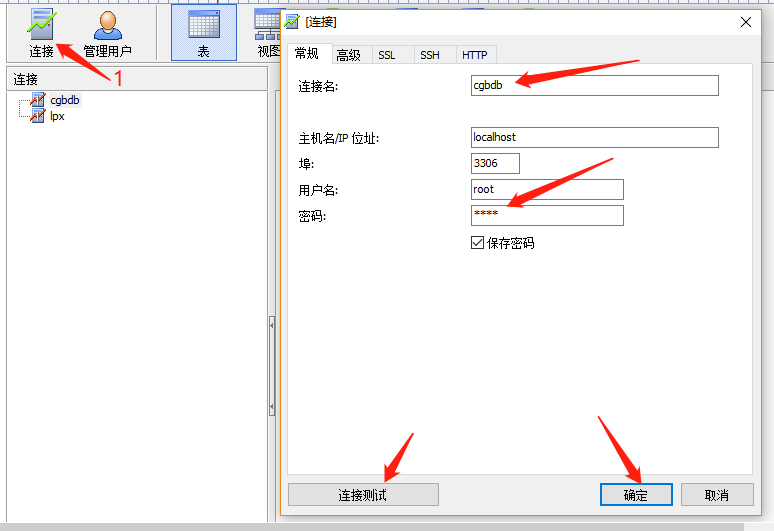 连接
管理用户
表
视图
1
连接
cgbdb
lpx
[连接]
常规
高级
SSL
SSH
HTTP
连接名:
cgbdb
主机名/IP 位址:
localhost
埠:
3306
用户名:
root
密码:
****
保存密码
连接测试
确定
取消